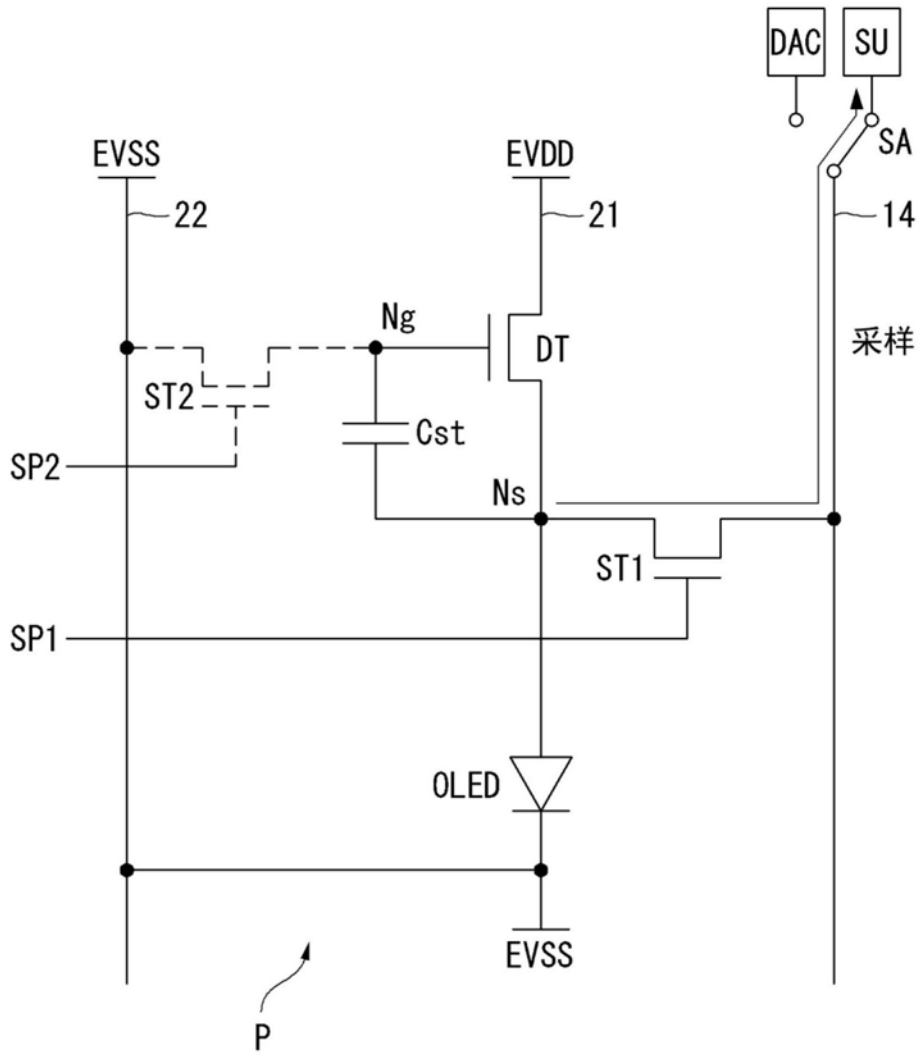 DAC SU
SA
EVSS EVDD
22 21 14
Ng
DT
采样
ST2
Cst
SP2
Ns
ST1
SP1
OLED
EVSS
P